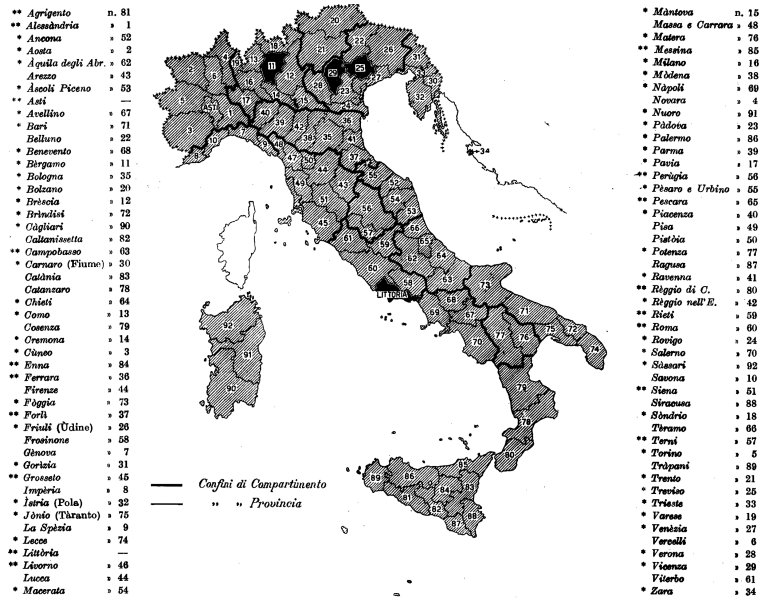 ** Agrigento n. 81
** Alessàndria » 1
* Ancona » 52
* Aosta » 2
* Àquila degli Abr. » 62
Arezzo » 43
* Àscoli Piceno » 53
** Asti —
* Avellino » 67
* Bari » 71
Belluno » 22
* Benevento » 68
* Bèrgamo » 11
* Bologna » 35
* Bolzano » 20
* Brèscia » 12
* Brìndisi » 72
* Càgliari » 90
Caltanissetta » 82
** Campobasso » 63
* Carnaro (Fiume) » 30
Catània » 83
Catanzaro » 78
* Chieti » 64
* Como » 13
Cosenza » 79
* Cremona » 14
* Cùneo » 3
** Enna » 84
** Ferrara » 36
Firenze » 44
* Fòggia » 73
** Forlì » 37
* Friuli (Ùdine) » 26
Frosinone » 58
Gènova » 7
* Gorìzia » 31
** Grosseto » 45
Impèria » 8
* Ìstria (Pola) » 32
* Jònio (Tàranto) » 75
La Spèzia » 9
* Lecce » 74
** Littòria —
** Livorno » 46
Lucca » 44
* Macerata » 54
ASTI
LITTORIA
Confini di Compartimento
» » Provincia
* Màntova n. 15
Massa e Carrara » 48
* Matera » 76
** Messina » 85
* Milano » 16
* Mòdena » 38
* Nàpoli » 69
Novara » 4
* Nuoro » 91
* Pàdova » 23
* Palermo » 86
* Parma » 39
* Pavia » 17
** Perùgia » 56
* Pèsaro e Urbino » 55
** Pescara » 65
* Piacenza » 40
Pisa » 49
Pistòia » 50
* Potenza » 77
Ragusa » 87
* Ravenna » 41
** Règgio di C. » 80
* Règgio nell'E. » 42
** Rieti » 59
** Roma » 60
* Rovigo » 24
* Salerno » 70
* Sàssari » 92
Savona » 10
** Siena » 51
Siracusa » 88
* Sòndrio » 18
Tèramo » 66
** Terni » 57
* Torino » 5
Tràpani » 89
* Trento » 21
* Treviso » 25
* Trieste » 33
* Varese » 19
* Venèzia » 27
Vercelli » 6
* Verona » 28
* Vicenza » 29
Viterbo » 61
* Zara » 34